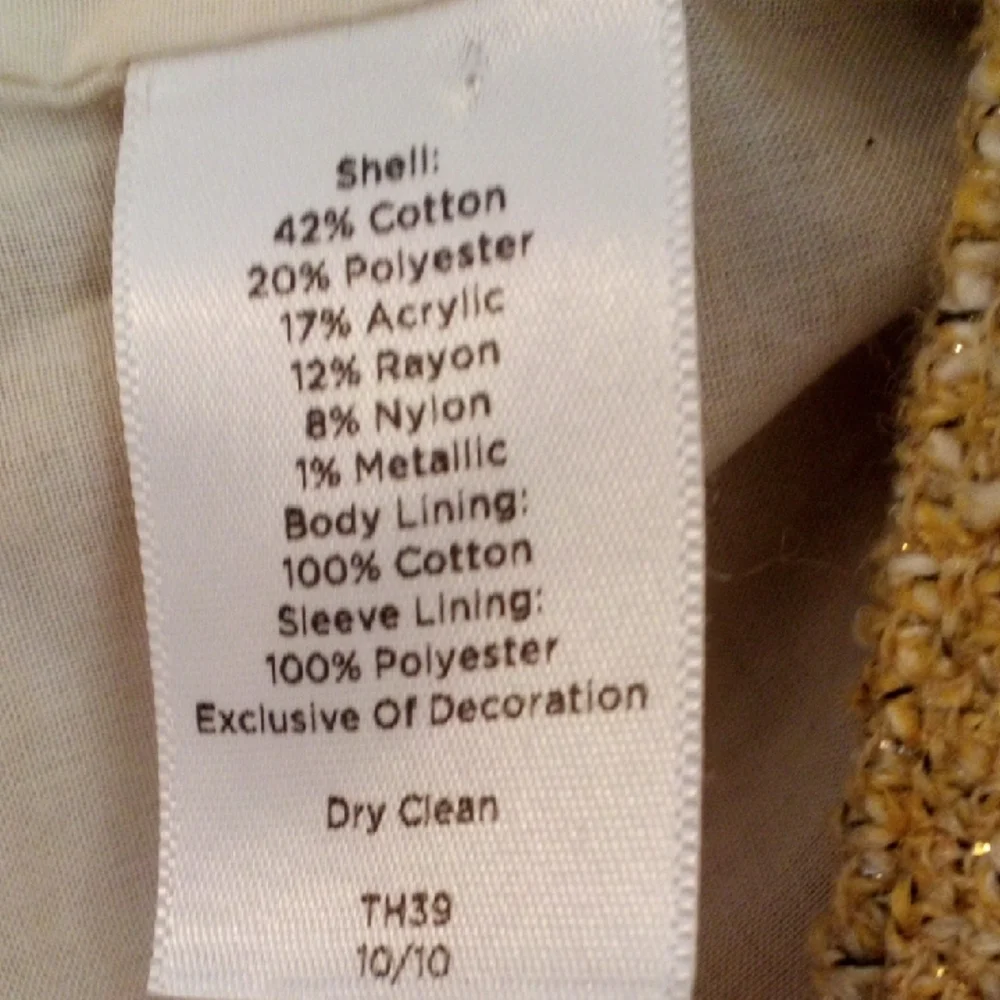 Shell:
42% Cotton
20% Polyester
17% Acrylic
12% Rayon
8% Nylon
1% Metallic
Body Lining:
100% Cotton
Sleeve Lining:
100% Polyester
Exclusive Of Decoration
Dry Clean
TH39
10/10